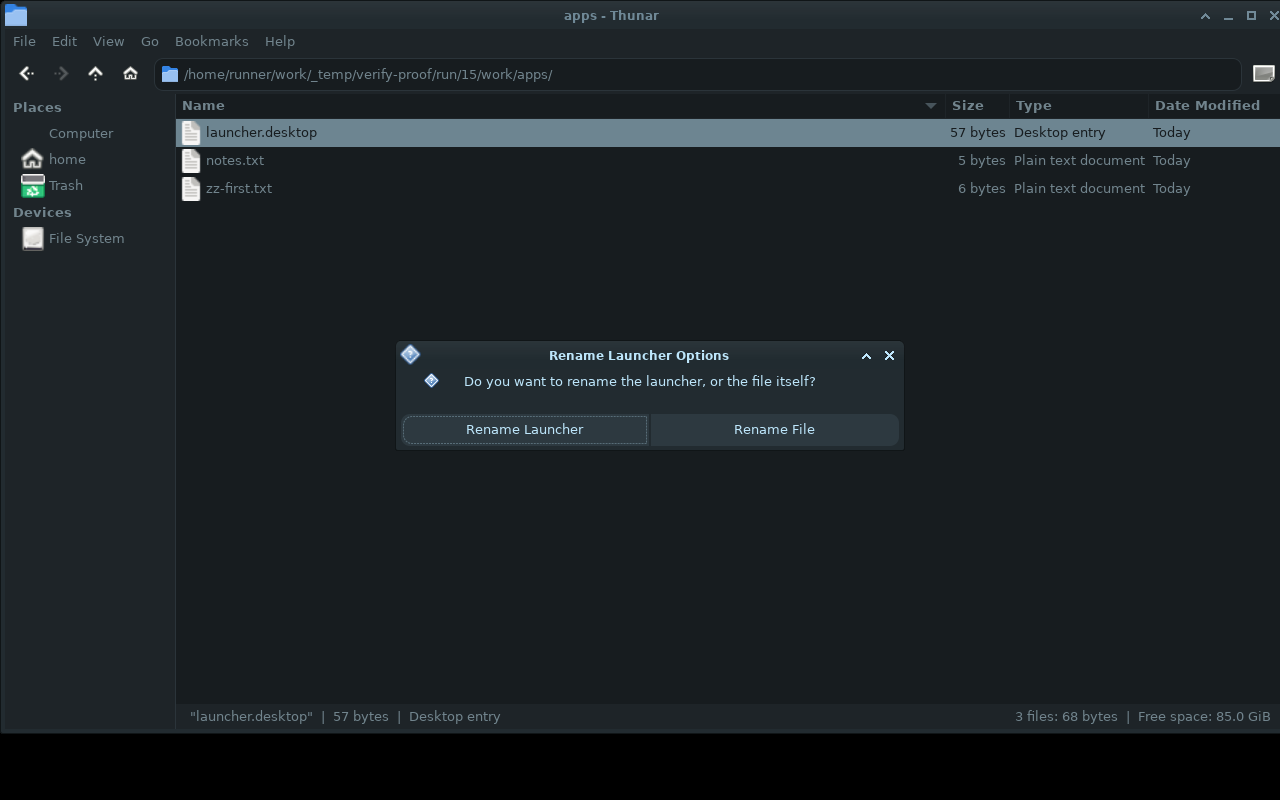 apps - Thunar
File Edit View Go Bookmarks Help
/home/runner/work/_temp/verify-proof/run/15/work/apps/
Places
Computer
home
Trash
Devices
File System
Name Size Type Date Modified
launcher.desktop 57 bytes Desktop entry Today
notes.txt 5 bytes Plain text document Today
zz-first.txt 6 bytes Plain text document Today
Rename Launcher Options
Do you want to rename the launcher, or the file itself?
Rename Launcher Rename File
"launcher.desktop" | 57 bytes | Desktop entry 3 files: 68 bytes | Free space: 85.0 GiB